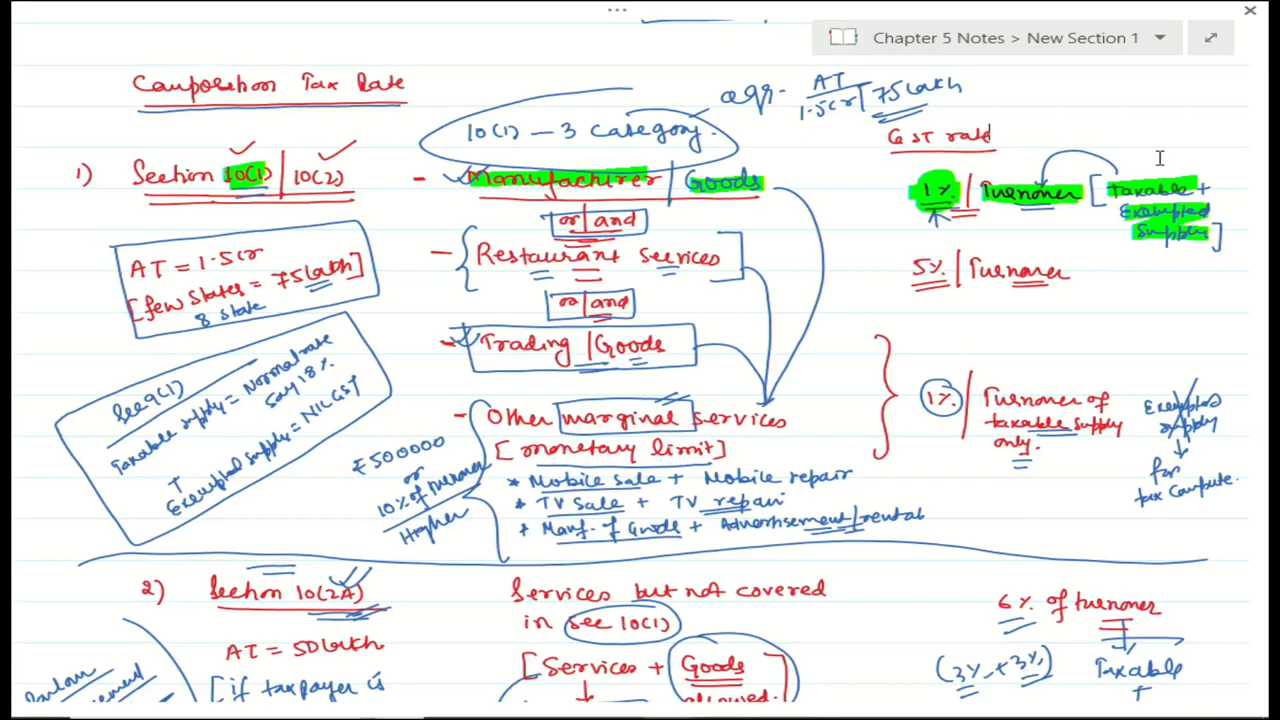 Chapter 5 Notes > New Section 1
Composition Tax Rate
10(1) - 3 category.
aggr. AT
1.5cr | 75 Lakh
GST rate
1) Section 10(1) | 10(2)
- Manufacturer | Goods
1% | Turnover [Taxable +
Exempted
Supply]
or | and
- Restaurant Services
5% | Turnover
AT = 1.5cr
[few States = 75 Lakh]
8 state
or | and
- Trading | Goods
Sec 9(1)
Taxable supply = Normal rate
Say 18%
+
Exempted supply = NIL GST
- Other marginal services
[monetary limit]
₹500000
or
10% of turnover
Higher
* Mobile sale + Mobile repair
* TV Sale + TV repair
* Manf. of Goods + Advertisement/rental
1% | Turnover of
taxable supply
only.
Exempted
supply
for
tax compute.
2) Section 10(2A)
Services but not covered
in sec 10(1)
6% of turnover
AT = 50 Lakh
[Services + Goods
allowed.]
(3% + 3%)
Taxable
+
[if taxpayer is